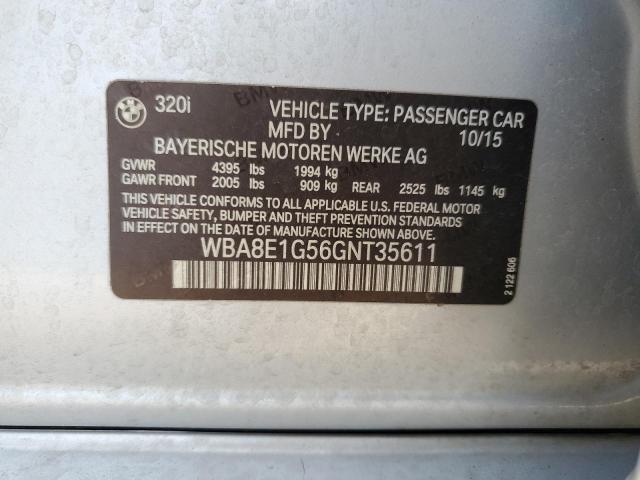 BMW 320i VEHICLE TYPE: PASSENGER CAR
MFD BY 10/15
BAYERISCHE MOTOREN WERKE AG
GVWR 4395 lbs 1994 kg
GAWR FRONT 2005 lbs 909 kg REAR 2525 lbs 1145 kg
THIS VEHICLE CONFORMS TO ALL APPLICABLE U.S. FEDERAL MOTOR
VEHICLE SAFETY, BUMPER AND THEFT PREVENTION STANDARDS
IN EFFECT ON THE DATE OF MANUFACTURE SHOWN ABOVE.
WBA8E1G56GNT35611
2 122 606